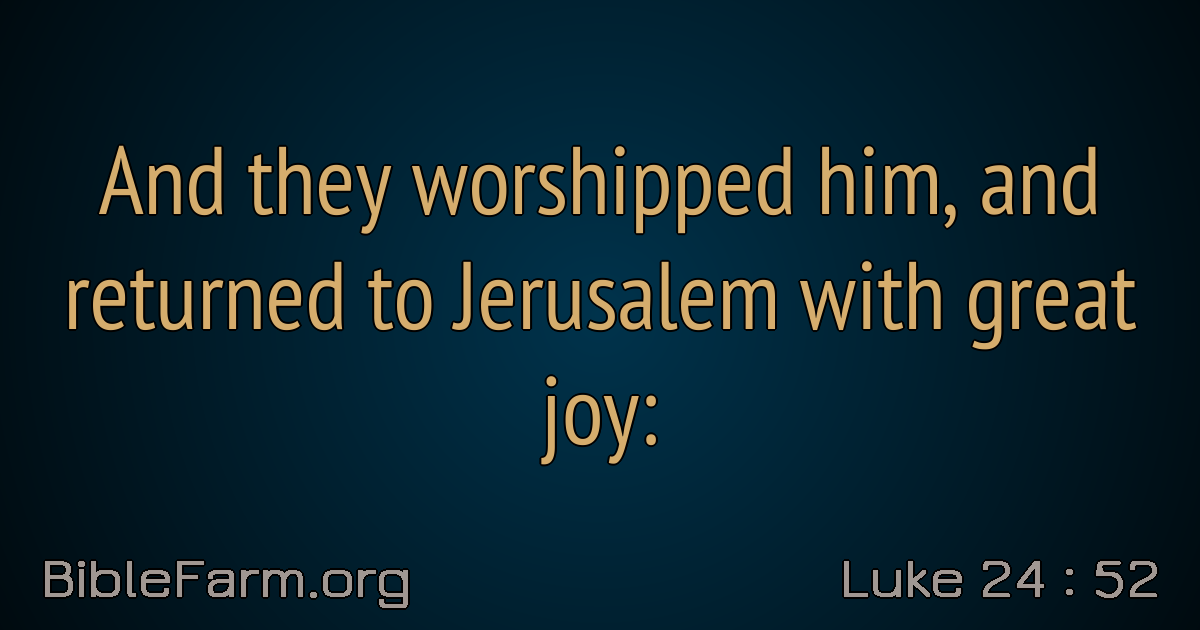 And they worshipped him, and
returned to Jerusalem with great
joy:
BibleFarm.org
Luke 24 : 52